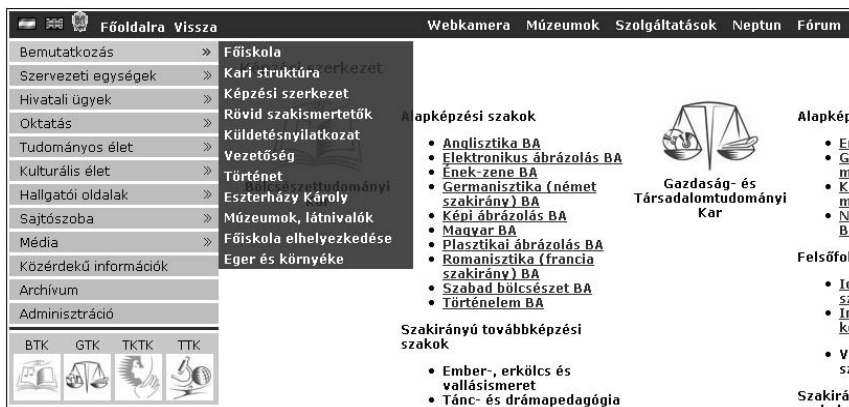 Főoldalra Vissza
Webkamera Múzeumok Szolgáltatások Neptun Fórum
Bemutatkozás »
Szervezeti egységek »
Hivatali ügyek »
Oktatás »
Tudományos élet »
Kulturális élet »
Hallgatói oldalak »
Sajtószoba »
Média »
Közérdekű információk
Archívum
Adminisztráció
BTK GTK TKTK TTK
Főiskola
Kari struktúra
Képzési szerkezet
Rövid szakismertetők
Küldetésnyilatkozat
Vezetőség
Történet
Eszterházy Károly
Múzeumok, látnivalók
Főiskola elhelyezkedése
Eger és környéke
Képzési szerkezet
Bölcsészettudományi
Kar
Alapképzési szakok
• Anglisztika BA
• Elektronikus ábrázolás BA
• Ének-zene BA
• Germanisztika (német
szakirány) BA
• Képi ábrázolás BA
• Magyar BA
• Plasztikai ábrázolás BA
• Romanisztika (francia
szakirány) BA
• Szabad bölcsészet BA
• Történelem BA
Szakirányú továbbképzési
szakok
• Ember-, erkölcs és
vallásismeret
• Tánc- és drámapedagógia
Gazdaság- és
Társadalomtudományi
Kar
Alapkép
Felsőfo
Szakirá